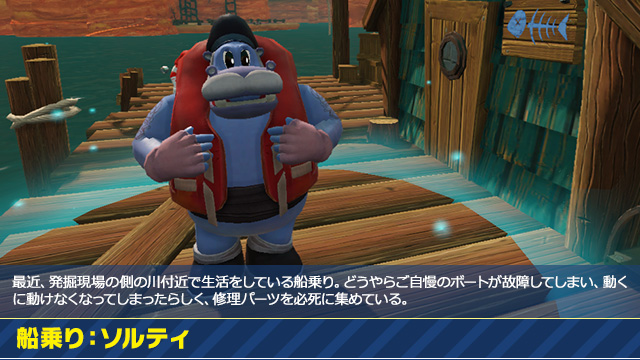 最近、発掘現場の側の川付近で生活をしている船乗り。どうやらご自慢のボートが故障してしまい、動く
に動けなくなってしまったらしく、修理パーツを必死に集めている。
船乗り：ソルティ